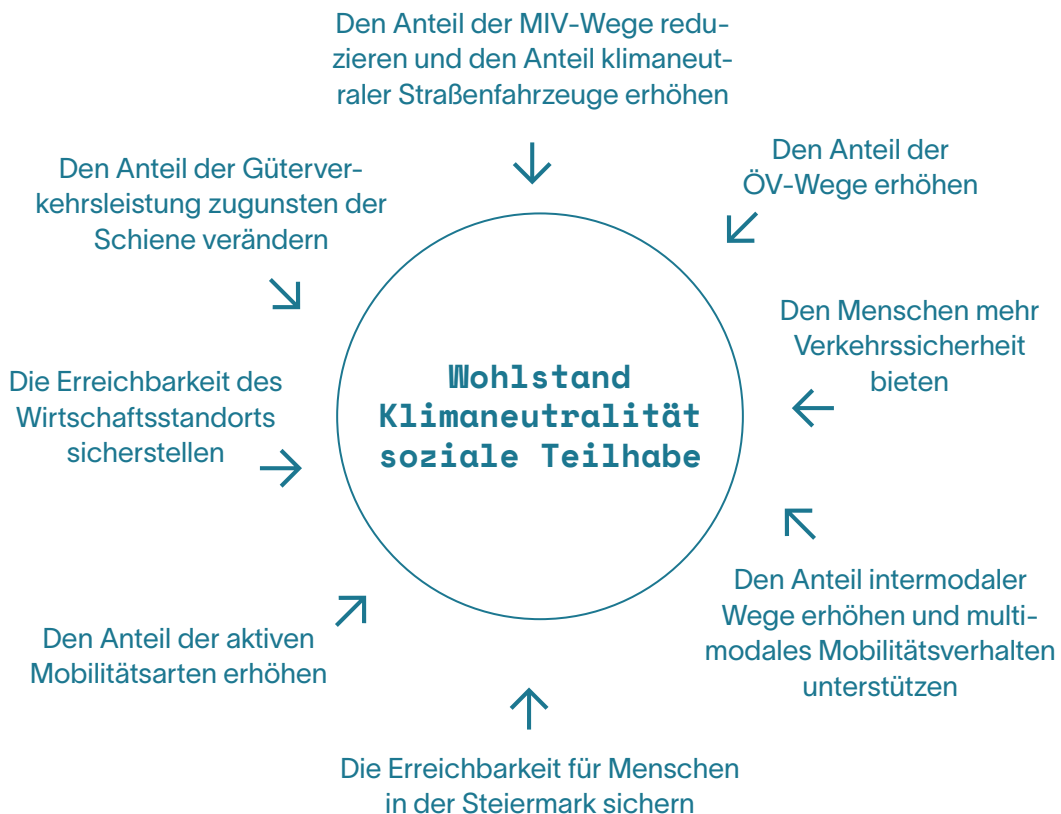 Den Anteil der MIV-Wege redu-
zieren und den Anteil klimaneut-
raler Straßenfahrzeuge erhöhen
Den Anteil der
ÖV-Wege erhöhen
Den Menschen mehr
Verkehrssicherheit
bieten
Den Anteil intermodaler
Wege erhöhen und multi-
modales Mobilitätsverhalten
unterstützen
Die Erreichbarkeit für Menschen
in der Steiermark sichern
Den Anteil der aktiven
Mobilitätsarten erhöhen
Die Erreichbarkeit des
Wirtschaftsstandorts
sicherstellen
Den Anteil der Güterver-
kehrsleistung zugunsten der
Schiene verändern
Wohlstand
Klimaneutralität
soziale Teilhabe